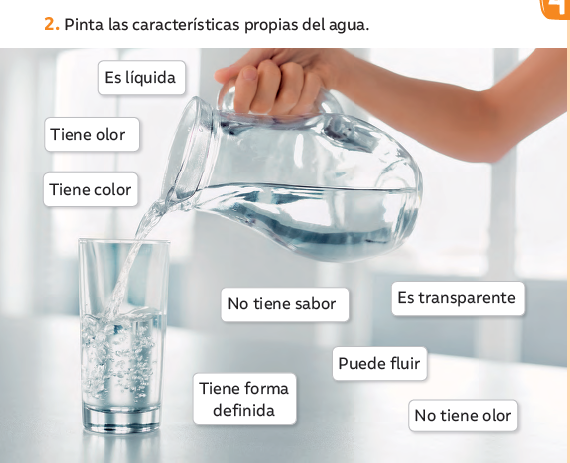 2. Pinta las características propias del agua.
Es líquida
Tiene olor
Tiene color
No tiene sabor
Es transparente
Puede fluir
Tiene forma
definida
No tiene olor